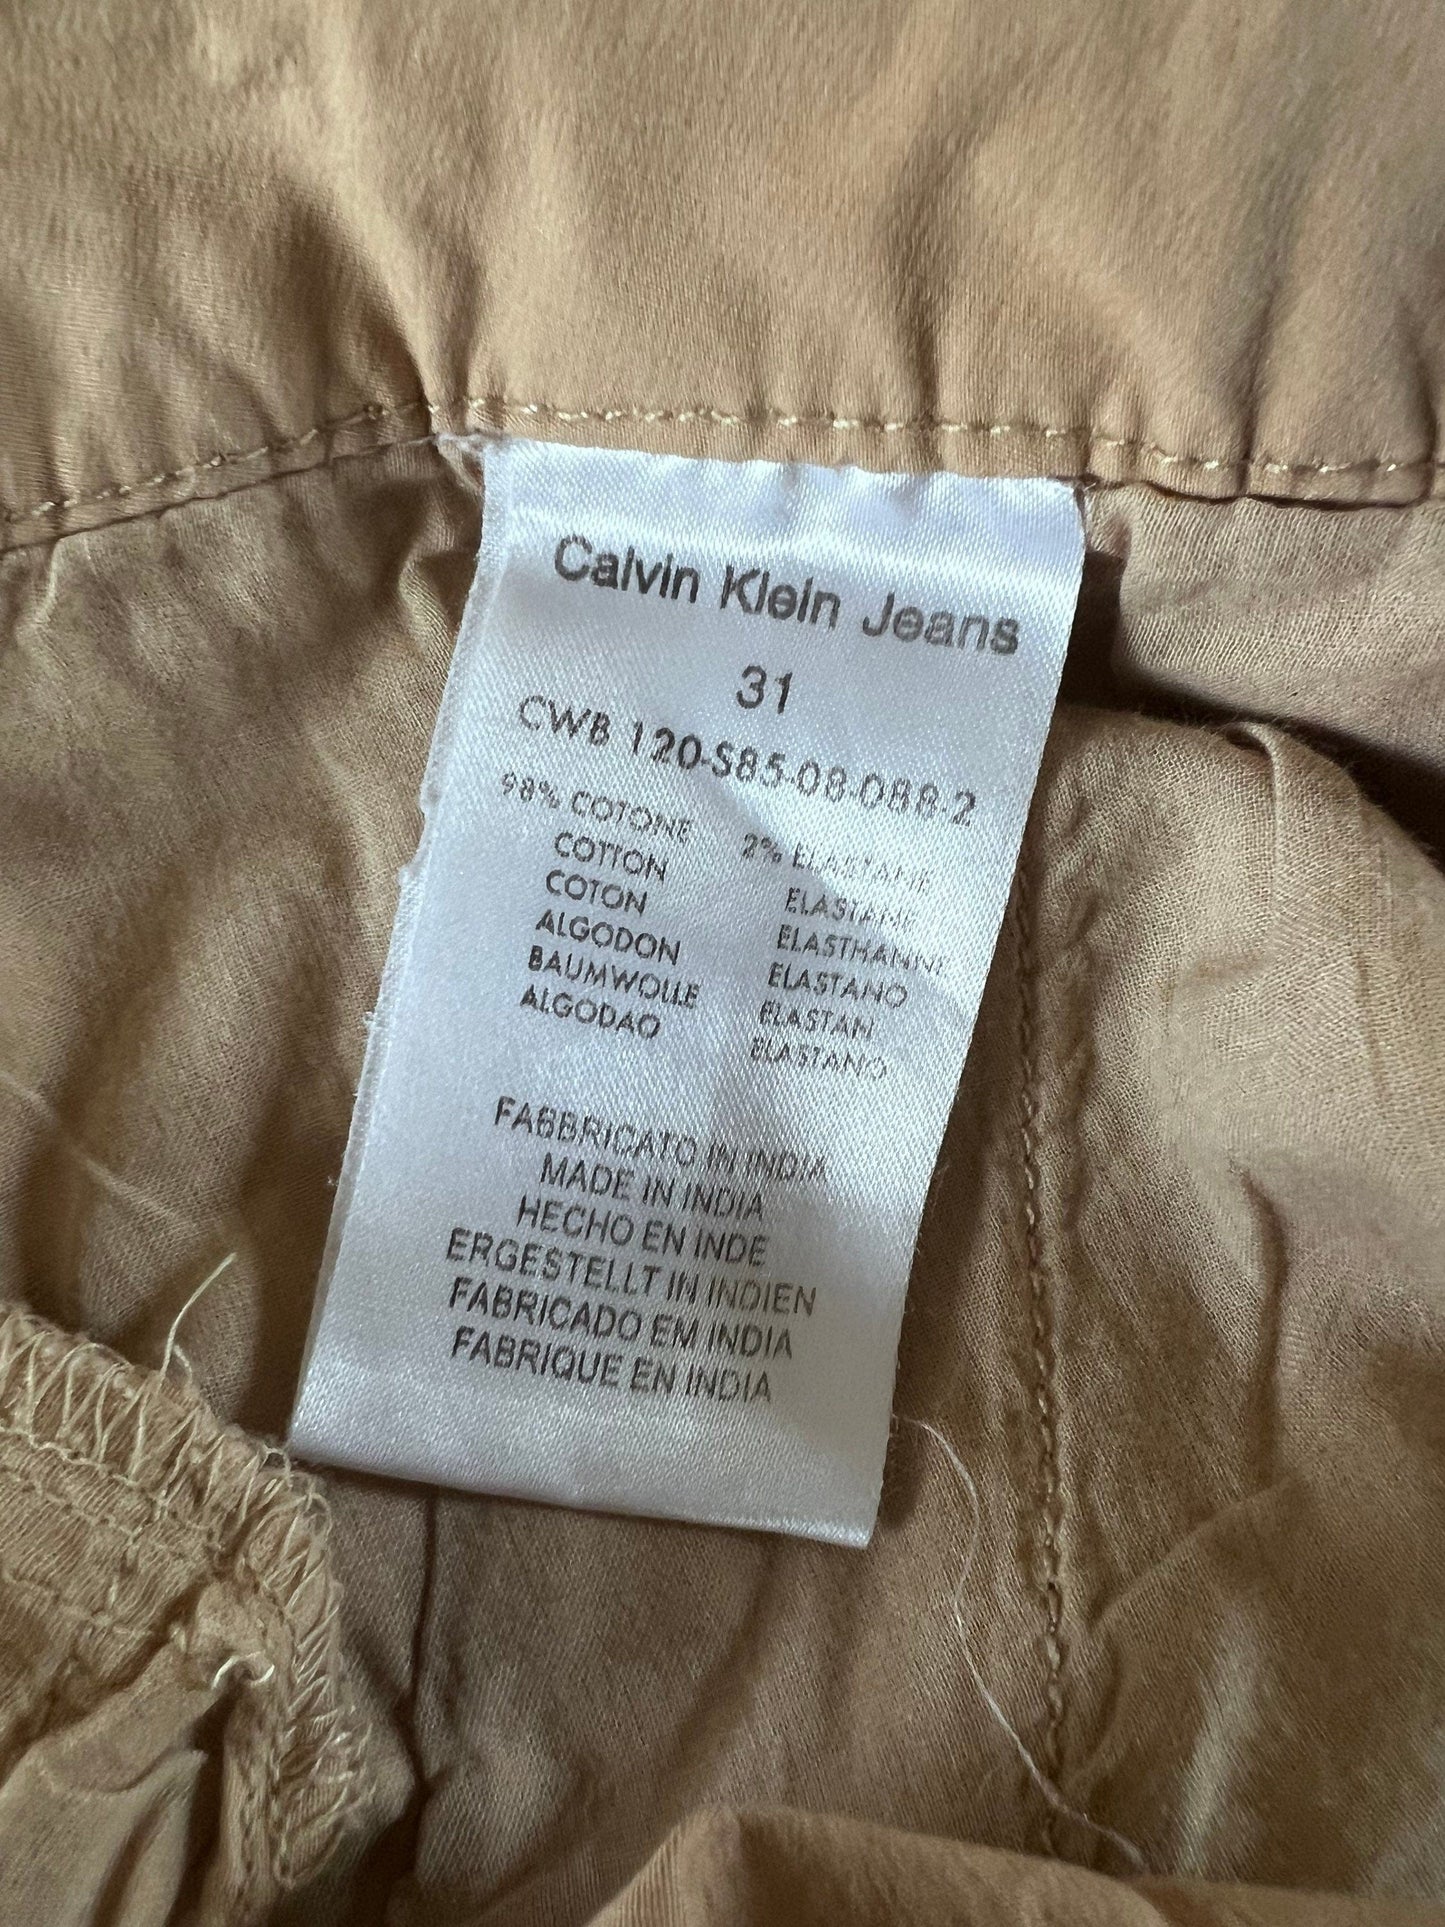 Calvin Klein Jeans
31
CWB 120-S85-08-088-2
98% COTONE 2% ELASTANE
COTTON ELASTANE
COTON ELASTHANNE
ALGODON ELASTANO
BAUMWOLLE ELASTAN
ALGODAO ELASTANO
FABBRICATO IN INDIA
MADE IN INDIA
HECHO EN INDE
ERGESTELLT IN INDIEN
FABRICADO EM INDIA
FABRIQUE EN INDIA